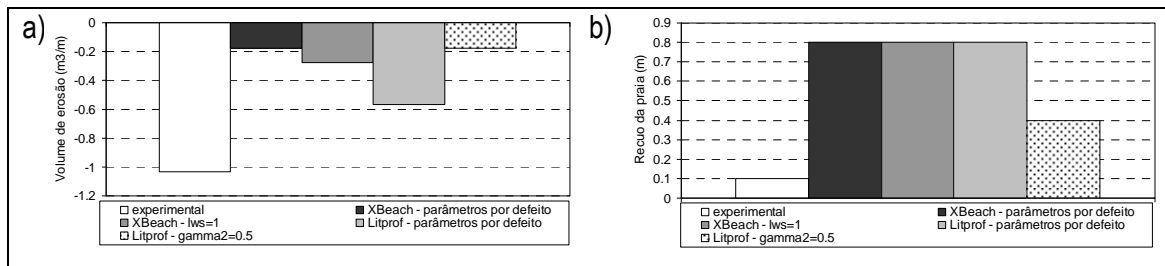 a)
Volume de erosão (m3/m)
0
-0.2
-0.4
-0.6
-0.8
-1
-1.2
experimental
XBeach - parâmetros por defeito
XBeach - lws=1
Litprof - parâmetros por defeito
Litprof - gamma2=0.5
b)
Recuo da praia (m)
0.9
0.8
0.7
0.6
0.5
0.4
0.3
0.2
0.1
0
experimental
XBeach - parâmetros por defeito
XBeach - lws=1
Litprof - parâmetros por defeito
Litprof - gamma2=0.5